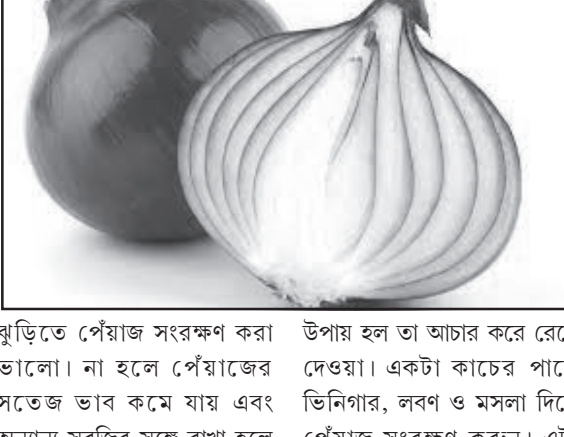 ঝুড়িতে পেঁয়াজ সংরক্ষণ করা
ভালো। না হলে পেঁয়াজের
সতেজ ভাব কমে যায় এবং
উপায় হল তা আচার করে রেখে
দেওয়া। একটা কাচের পাত্রে
ভিনিগার, লবণ ও মসলা দিয়ে